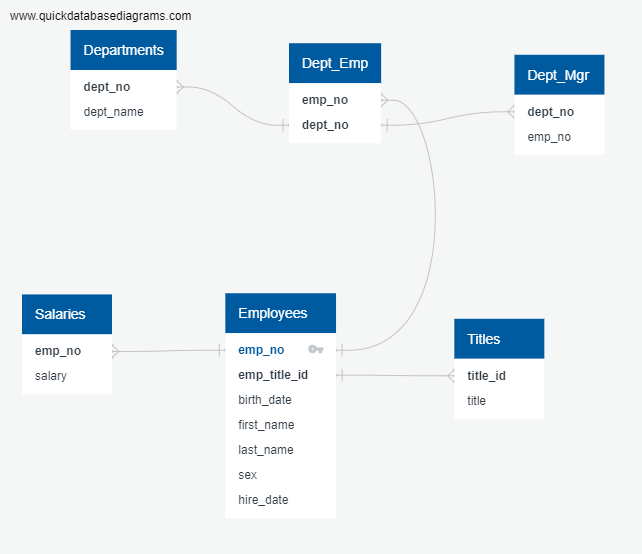 www.quickdatabasediagrams.com
Departments
dept_no
dept_name
Dept_Emp
emp_no
dept_no
Dept_Mgr
dept_no
emp_no
Salaries
emp_no
salary
Employees
emp_no
emp_title_id
birth_date
first_name
last_name
sex
hire_date
Titles
title_id
title